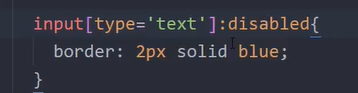 input[type='text']:disabled{
  border: 2px solid blue;
}